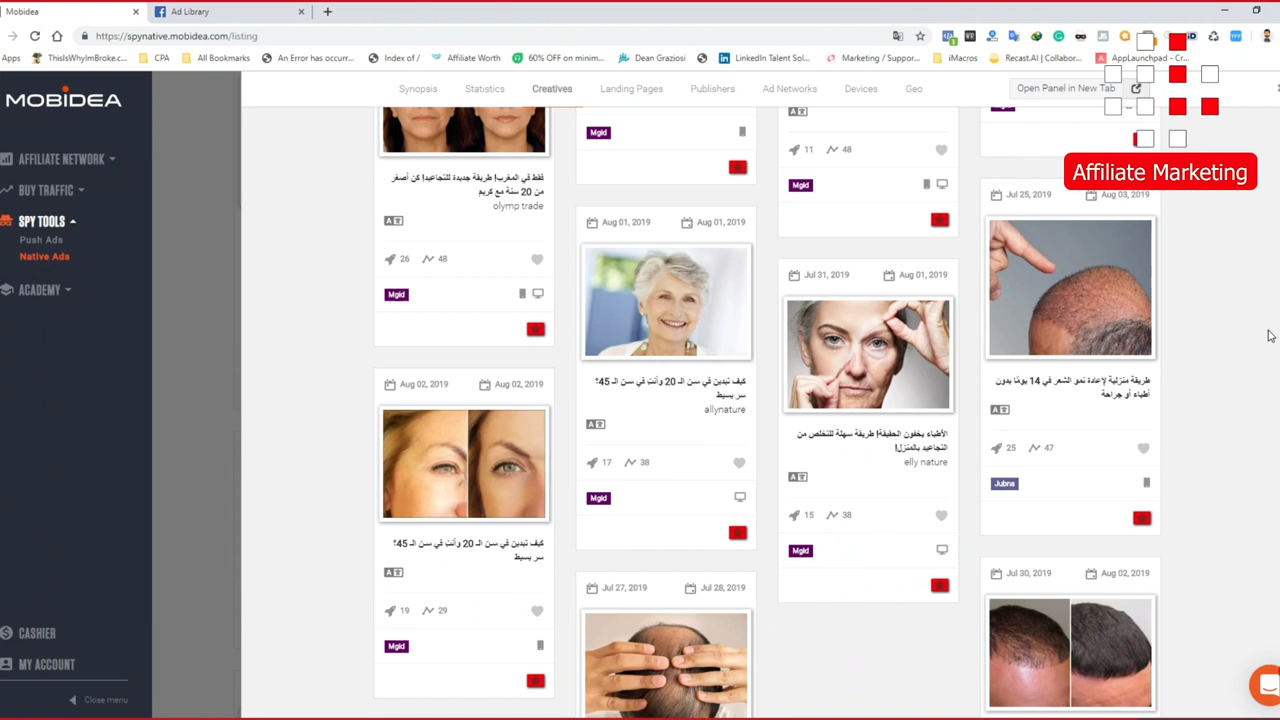 Mobidea
Ad Library
https://spynative.mobidea.com/listing
Apps
ThisIsWhyImBroke.c...
CPA
All Bookmarks
An Error has occurr...
Index of /
Affiliate Worth
60% OFF on minim...
Dean Graziosi
LinkedIn Talent Sol...
Marketing / Suppor...
iMacros
Recast.AI | Collabor...
AppLaunchpad - Cr...
MOBIDEA
AFFILIATE NETWORK
BUY TRAFFIC
SPY TOOLS
Push Ads
Native Ads
ACADEMY
CASHIER
MY ACCOUNT
Close menu
Synopsis
Statistics
Creatives
Landing Pages
Publishers
Ad Networks
Devices
Geo
Open Panel in New Tab
Affiliate Marketing
فقط في المغرب! طريقة جديدة للتجاعيد! كن أصغر
من 20 سنة مع كريم
olymp trade
26
48
Mgid
Aug 02, 2019
Aug 02, 2019
كيف تبدين في سن الـ 20 وأنتِ في سن الـ 45؟
سر بسيط
19
29
Mgid
Mgid
Aug 01, 2019
Aug 01, 2019
كيف تبدين في سن الـ 20 وأنتِ في سن الـ 45؟
سر بسيط
allynature
17
38
Mgid
Jul 27, 2019
Jul 28, 2019
11
48
Mgid
Jul 31, 2019
Aug 01, 2019
الأطباء يخفون الحقيقة! طريقة سهلة للتخلص من
التجاعيد بالمنزل!
elly nature
15
38
Mgid
Jul 25, 2019
Aug 03, 2019
طريقة منزلية لإعادة نمو الشعر في 14 يومًا بدون
أطباء أو جراحة
25
47
Jubna
Jul 30, 2019
Aug 02, 2019